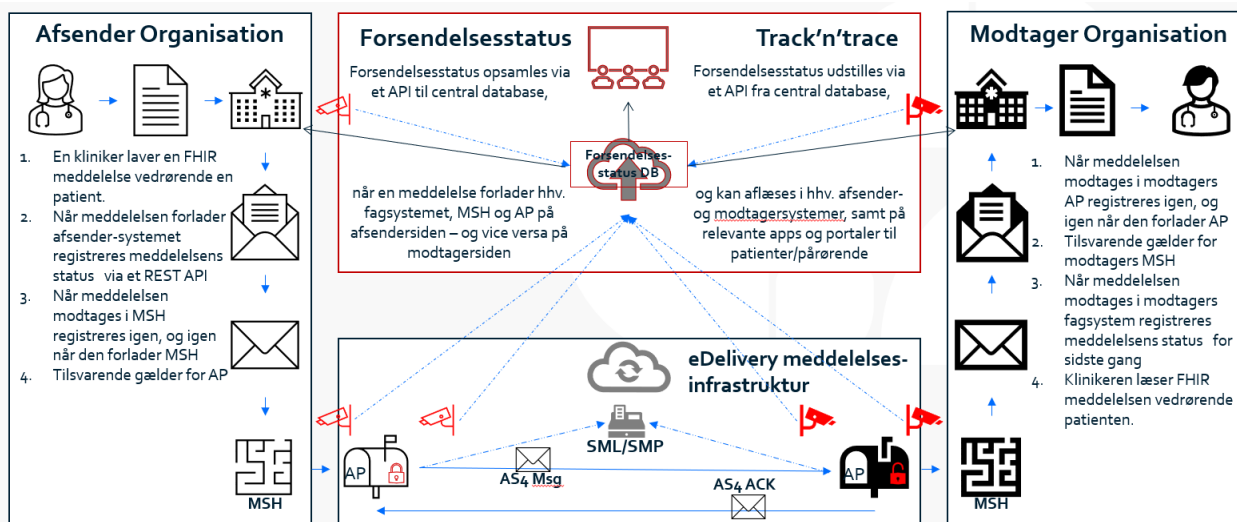 Afsender Organisation
1. En kliniker laver en FHIR
meddelelse vedrørende en
patient.
2. Når meddelelsen forlader
afsender-systemet
registreres meddelelsens
status via et REST API
3. Når meddelelsen
modtages i MSH
registreres igen, og igen
når den forlader MSH
4. Tilsvarende gælder for AP
MSH
Forsendelsesstatus
Forsendelsesstatus opsamles via
et API til central database,
når en meddelelse forlader hhv.
fagsystemet, MSH og AP på
afsendersiden – og vice versa på
modtagersiden
Forsendelses-
status DB
Track'n'trace
Forsendelsesstatus udstilles via
et API fra central database,
og kan aflæses i hhv. afsender-
og modtagersystemer, samt på
relevante apps og portaler til
patienter/pårørende
eDelivery meddelelses-
infrastruktur
SML/SMP
AP
AS4 Msg
AS4 ACK
AP
Modtager Organisation
1. Når meddelelsen
modtages i modtagers
AP registreres igen, og
igen når den forlader AP
2. Tilsvarende gælder for
modtagers MSH
3. Når meddelelsen
modtages i modtagers
fagsystem registreres
meddelelsens status for
sidste gang
4. Klinikeren læser FHIR
meddelelsen vedrørende
patienten.
MSH